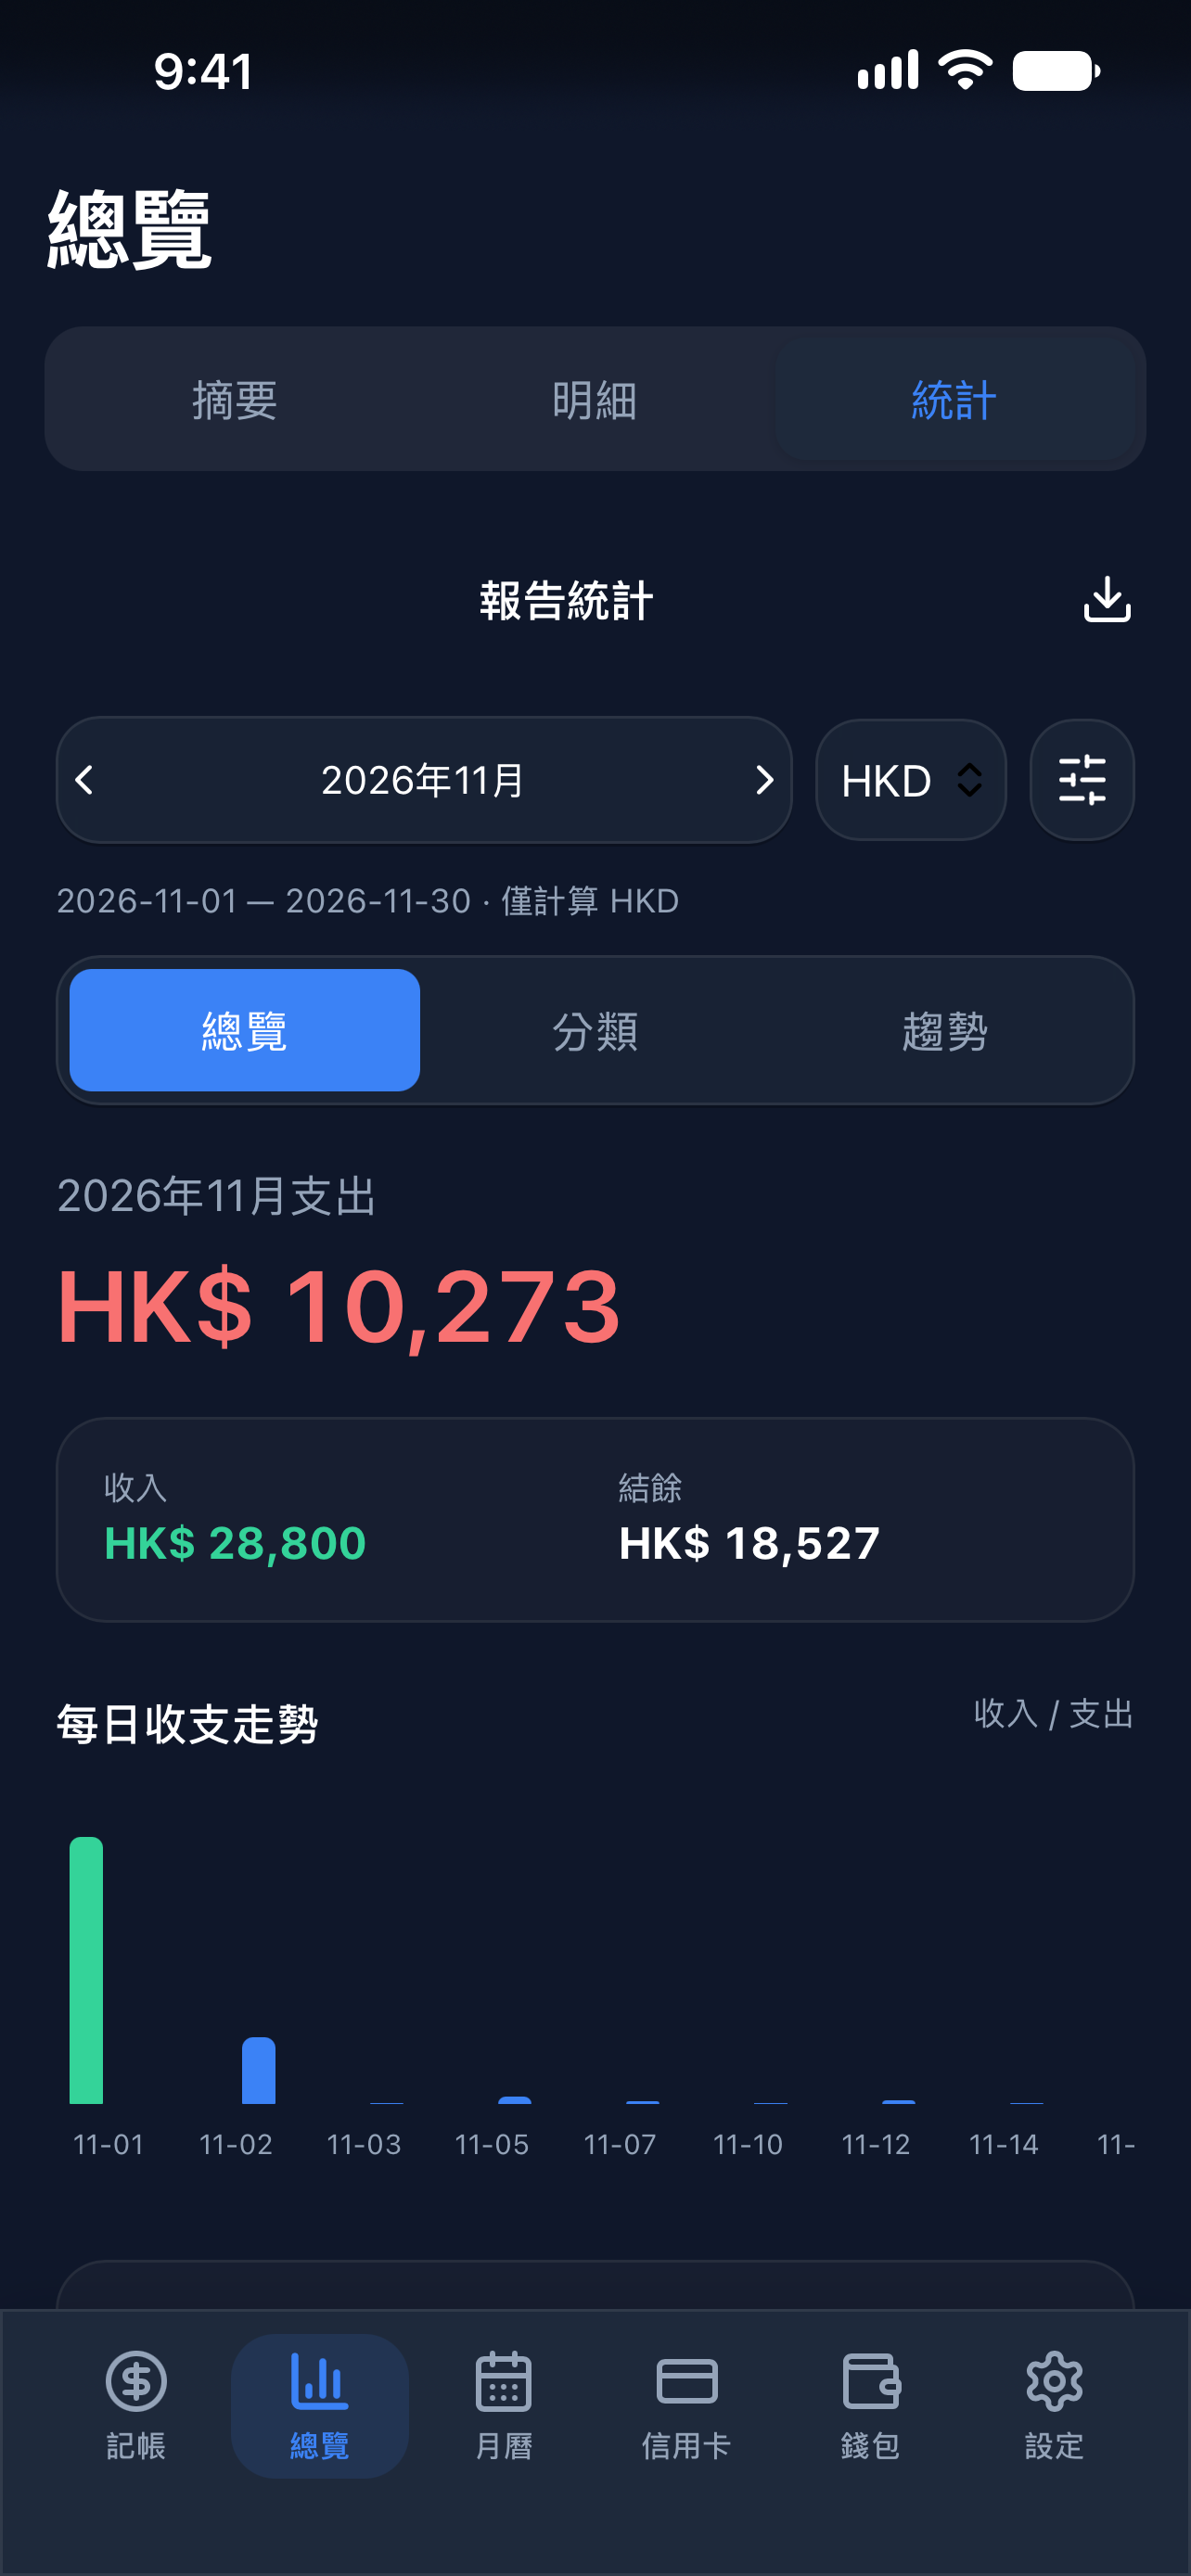 9:41
總覽
摘要 明細 統計
報告統計
2026年11月 HKD
2026-11-01 — 2026-11-30 · 僅計算 HKD
總覽 分類 趨勢
2026年11月支出
HK$ 10,273
收入 結餘
HK$ 28,800 HK$ 18,527
每日收支走勢 收入 / 支出
11-01 11-02 11-03 11-05 11-07 11-10 11-12 11-14 11-
記帳 總覽 月曆 信用卡 錢包 設定